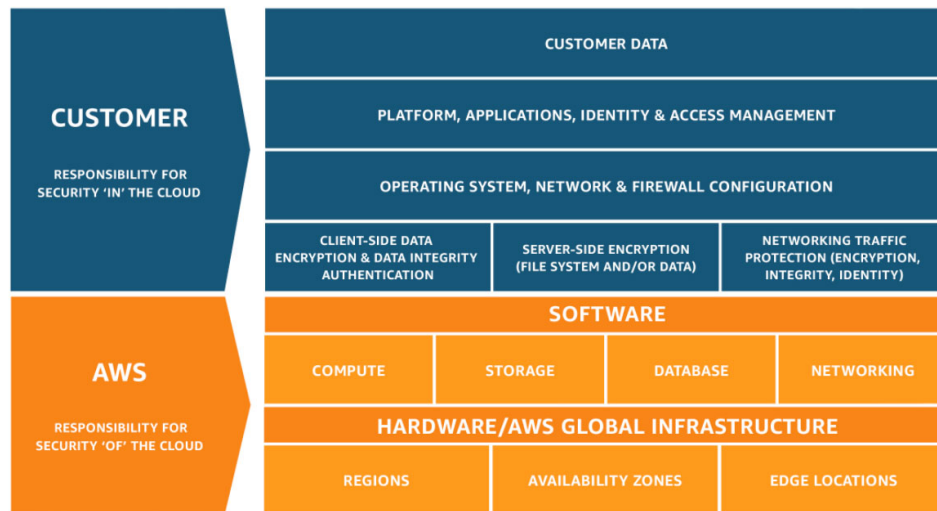 CUSTOMER
RESPONSIBILITY FOR
SECURITY ‘IN’ THE CLOUD
CUSTOMER DATA
PLATFORM, APPLICATIONS, IDENTITY & ACCESS MANAGEMENT
OPERATING SYSTEM, NETWORK & FIREWALL CONFIGURATION
CLIENT-SIDE DATA
ENCRYPTION & DATA INTEGRITY
AUTHENTICATION
SERVER-SIDE ENCRYPTION
(FILE SYSTEM AND/OR DATA)
NETWORKING TRAFFIC
PROTECTION (ENCRYPTION,
INTEGRITY, IDENTITY)
AWS
RESPONSIBILITY FOR
SECURITY ‘OF’ THE CLOUD
SOFTWARE
COMPUTE
STORAGE
DATABASE
NETWORKING
HARDWARE/AWS GLOBAL INFRASTRUCTURE
REGIONS
AVAILABILITY ZONES
EDGE LOCATIONS